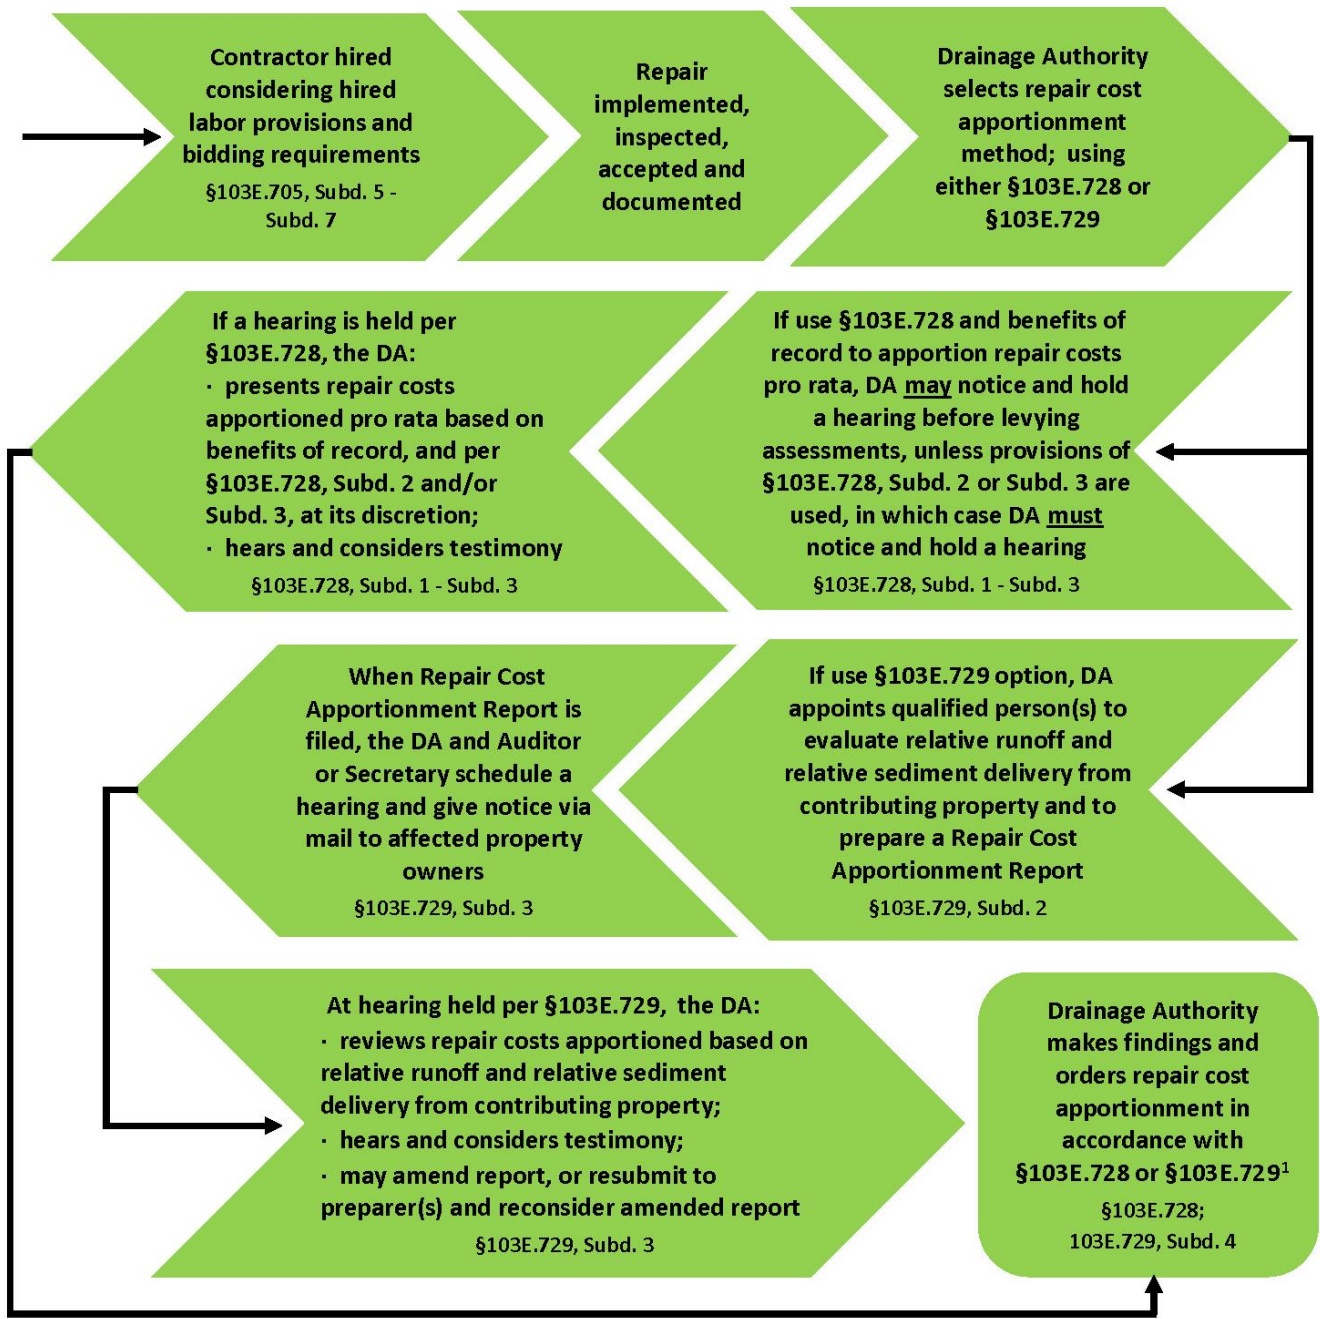 Contractor hired
considering hired
labor provisions and
bidding requirements
§103E.705, Subd. 5 -
Subd. 7
Repair
implemented,
inspected,
accepted and
documented
Drainage Authority
selects repair cost
apportionment
method; using
either §103E.728 or
§103E.729
If use §103E.728 and benefits of
record to apportion repair costs
pro rata, DA may notice and hold
a hearing before levying
assessments, unless provisions of
§103E.728, Subd. 2 or Subd. 3 are
used, in which case DA must
notice and hold a hearing
§103E.728, Subd. 1 - Subd. 3
If a hearing is held per
§103E.728, the DA:
· presents repair costs
apportioned pro rata based on
benefits of record, and per
§103E.728, Subd. 2 and/or
Subd. 3, at its discretion;
· hears and considers testimony
§103E.728, Subd. 1 - Subd. 3
If use §103E.729 option, DA
appoints qualified person(s) to
evaluate relative runoff and
relative sediment delivery from
contributing property and to
prepare a Repair Cost
Apportionment Report
§103E.729, Subd. 2
When Repair Cost
Apportionment Report is
filed, the DA and Auditor
or Secretary schedule a
hearing and give notice via
mail to affected property
owners
§103E.729, Subd. 3
At hearing held per §103E.729, the DA:
· reviews repair costs apportioned based on
relative runoff and relative sediment
delivery from contributing property;
· hears and considers testimony;
· may amend report, or resubmit to
preparer(s) and reconsider amended report
§103E.729, Subd. 3
Drainage Authority
makes findings and
orders repair cost
apportionment in
accordance with
§103E.728 or §103E.729¹
§103E.728;
103E.729, Subd. 4